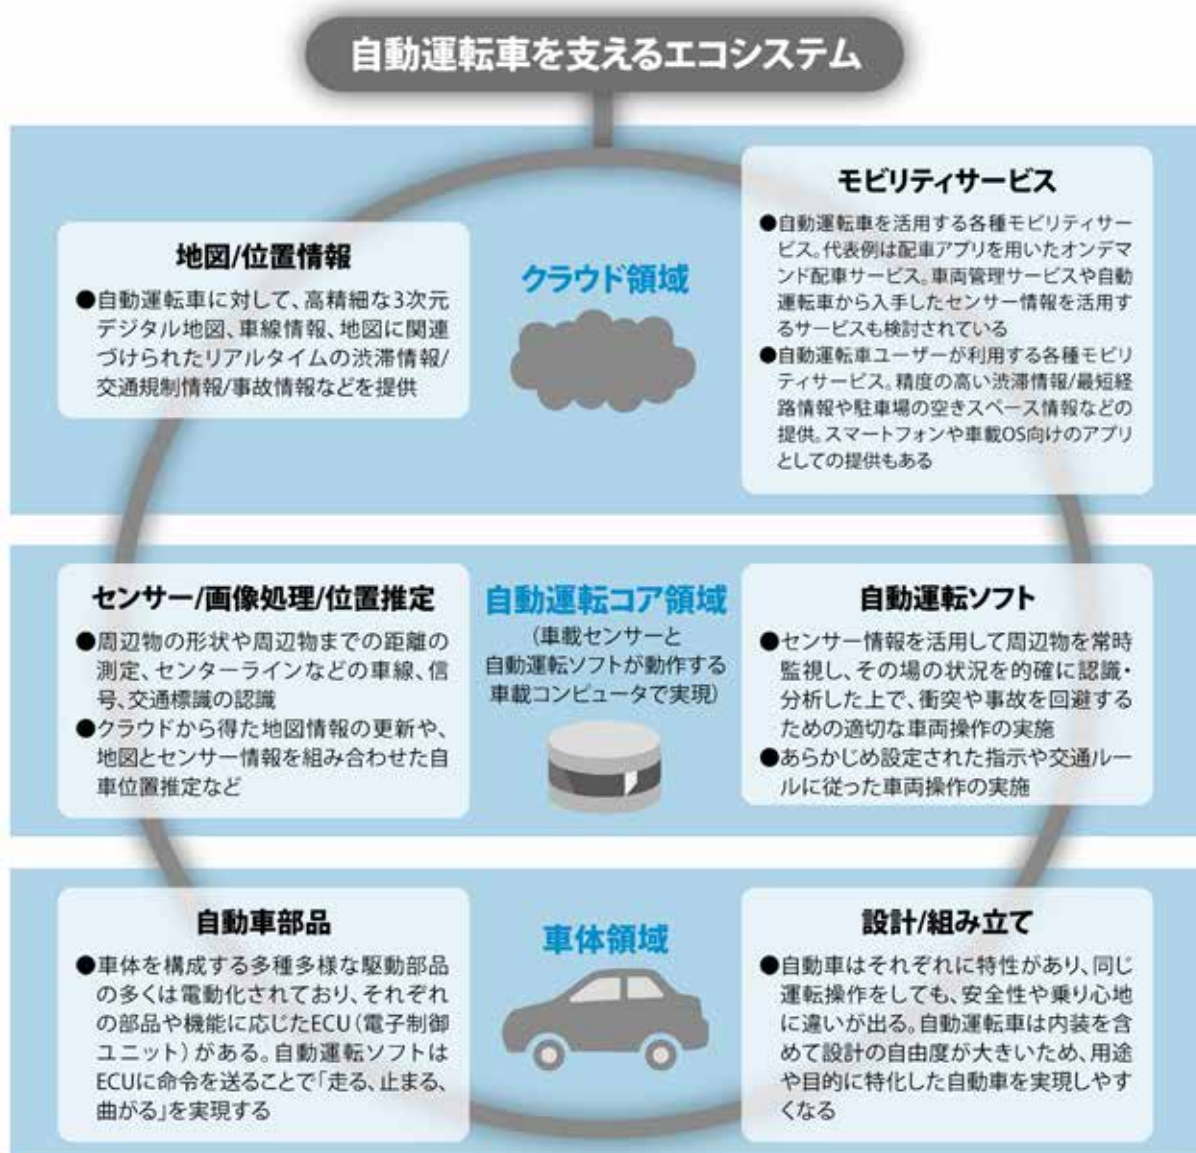 自動運転車を支えるエコシステム
地図/位置情報
●自動運転車に対して、高精細な3次元
デジタル地図、車線情報、地図に関連
づけられたリアルタイムの渋滞情報/
交通規制情報/事故情報などを提供
クラウド領域
モビリティサービス
●自動運転車を活用する各種モビリティサー
ビス。代表例は配車アプリを用いたオンデマ
ンド配車サービス。車両管理サービスや自動
運転車から入手したセンサー情報を活用す
るサービスも検討されている
●自動運転車ユーザーが利用する各種モビリ
ティサービス。精度の高い渋滞情報/最短経
路情報や駐車場の空きスペース情報などの
提供。スマートフォンや車載OS向けのアプリ
としての提供もある
センサー/画像処理/位置推定
●周辺物の形状や周辺物までの距離の
測定、センターラインなどの車線、信
号、交通標識の認識
●クラウドから得た地図情報の更新や、
地図とセンサー情報を組み合わせた自
車位置推定など
自動運転コア領域
(車載センサーと
自動運転ソフトが動作する
車載コンピュータで実現)
自動運転ソフト
●センサー情報を活用して周辺物を常時
監視し、その場の状況を的確に認識・
分析した上で、衝突や事故を回避する
ための適切な車両操作の実施
●あらかじめ設定された指示や交通ルー
ルに従った車両操作の実施
自動車部品
●車体を構成する多種多様な駆動部品
の多くは電動化されており、それぞれ
の部品や機能に応じたECU(電子制御
ユニット)がある。自動運転ソフトは
ECUに命令を送ることで「走る、止まる、
曲がる」を実現する
車体領域
設計/組み立て
●自動車はそれぞれに特性があり、同じ
運転操作をしても、安全性や乗り心地
に違いが出る。自動運転車は内装を含
めて設計の自由度が大きいため、用途
や目的に特化した自動車を実現しやす
くなる